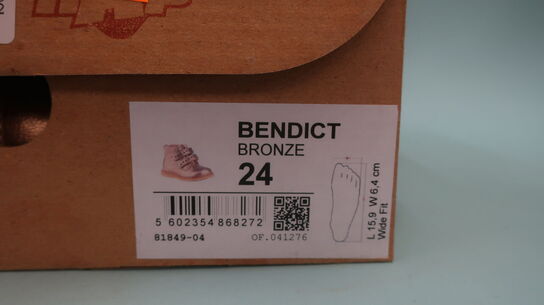 BENDICT
BRONZE
24
5 602354 868272
81849-04
OF.041276
L 15,9 W 6,4 cm
Wide Fit